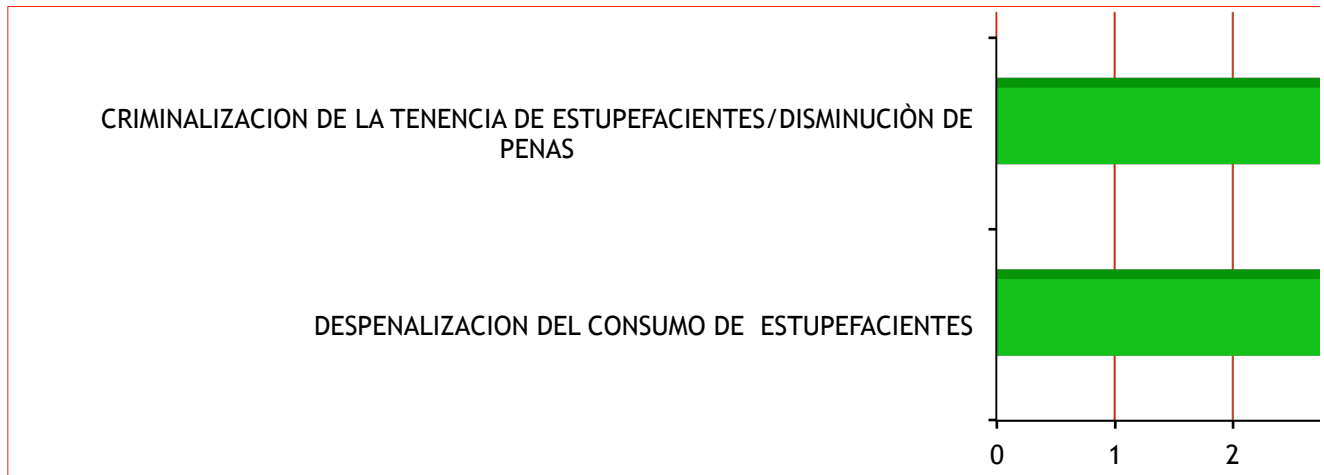 CRIMINALIZACION DE LA TENENCIA DE ESTUPEFACIENTES/DISMINUCIÒN DE
PENAS
DESPENALIZACION DEL CONSUMO DE  ESTUPEFACIENTES
0 1 2